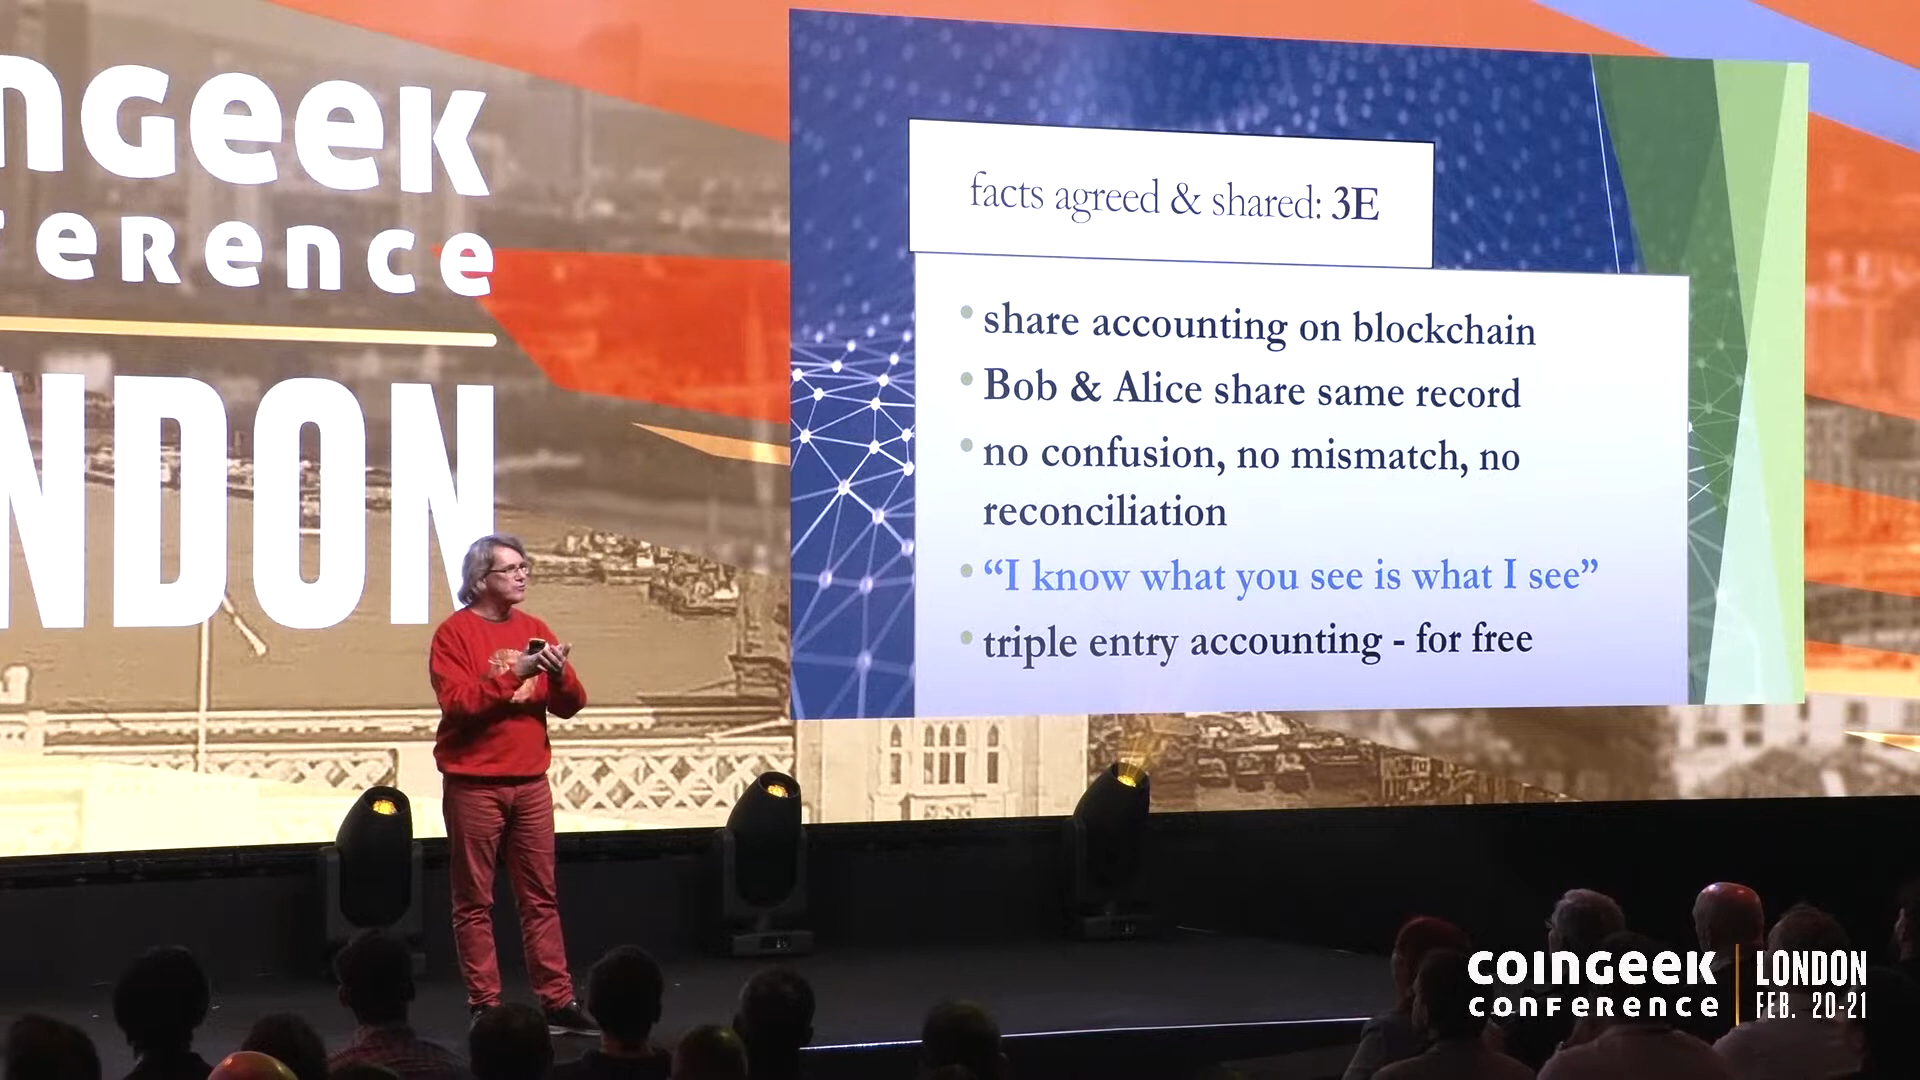 nGeek
ference
NDON
facts agreed & shared: 3E
• share accounting on blockchain
• Bob & Alice share same record
• no confusion, no mismatch, no
reconciliation
• “I know what you see is what I see”
• triple entry accounting - for free
COINGEEK
CONFERENCE
LONDON
FEB. 20-21